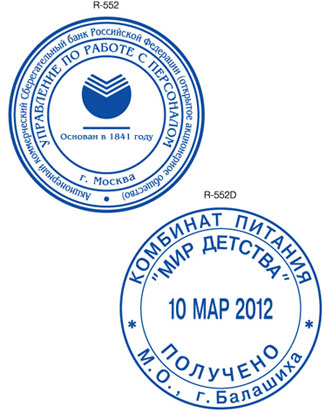 R-552
Акционерный коммерческий Сберегательный банк Российской Федерации (открытое акционерное общество)
УПРАВЛЕНИЕ ПО РАБОТЕ С ПЕРСОНАЛОМ
Основан в 1841 году
г. Москва
R-552D
КОМБИНАТ ПИТАНИЯ
"МИР ДЕТСТВА"
10 МАР 2012
ПОЛУЧЕНО
* М.О., г. Балашиха *